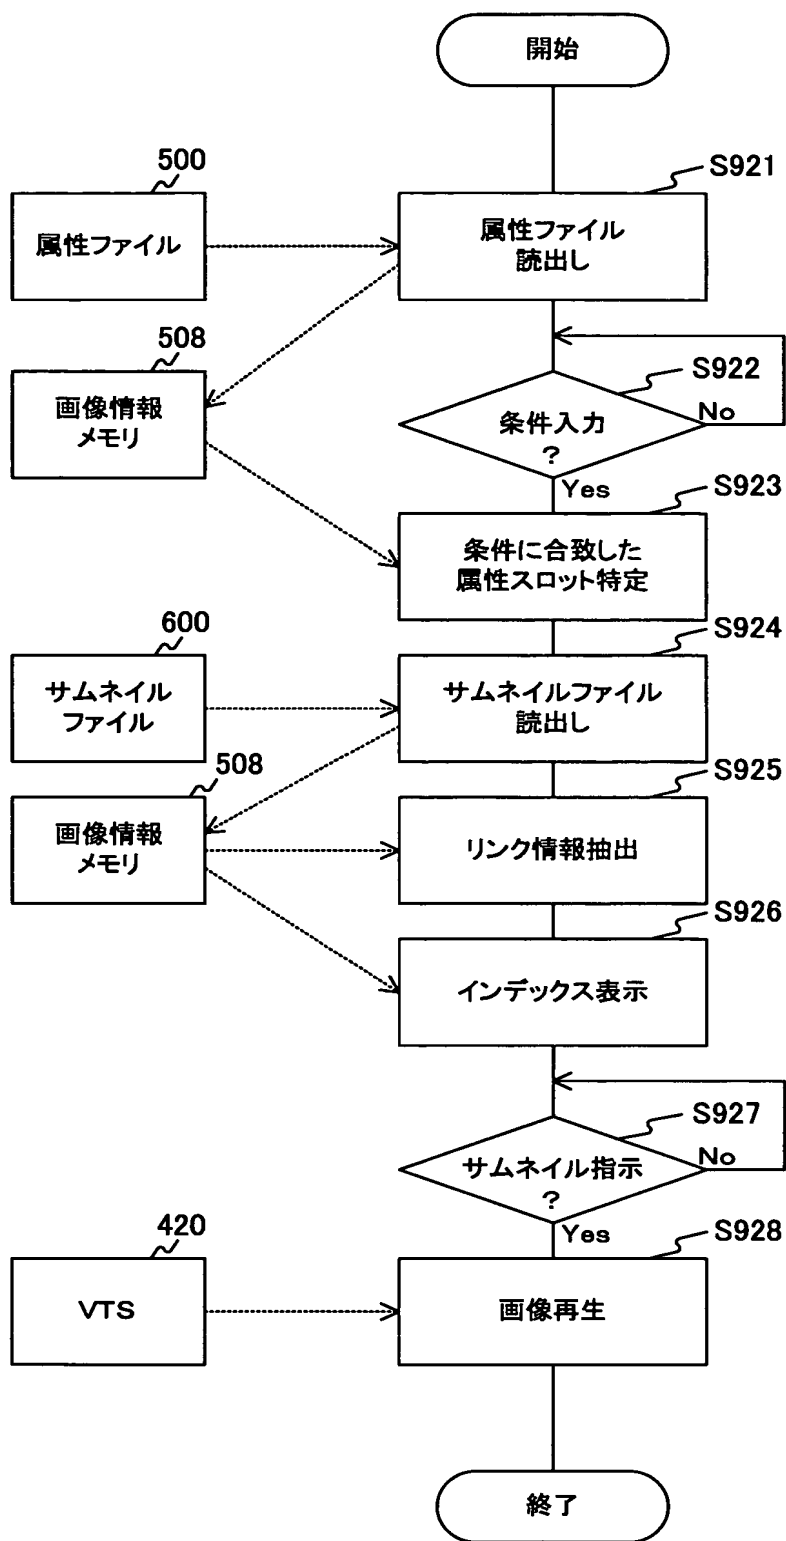 開始
500
属性ファイル
S921
属性ファイル
読出し
508
画像情報
メモリ
S922
条件入力
?
No
Yes
S923
条件に合致した
属性スロット特定
600
サムネイル
ファイル
S924
サムネイルファイル
読出し
508
画像情報
メモリ
S925
リンク情報抽出
S926
インデックス表示
S927
サムネイル指示
?
No
Yes
420
VTS
S928
画像再生
終了